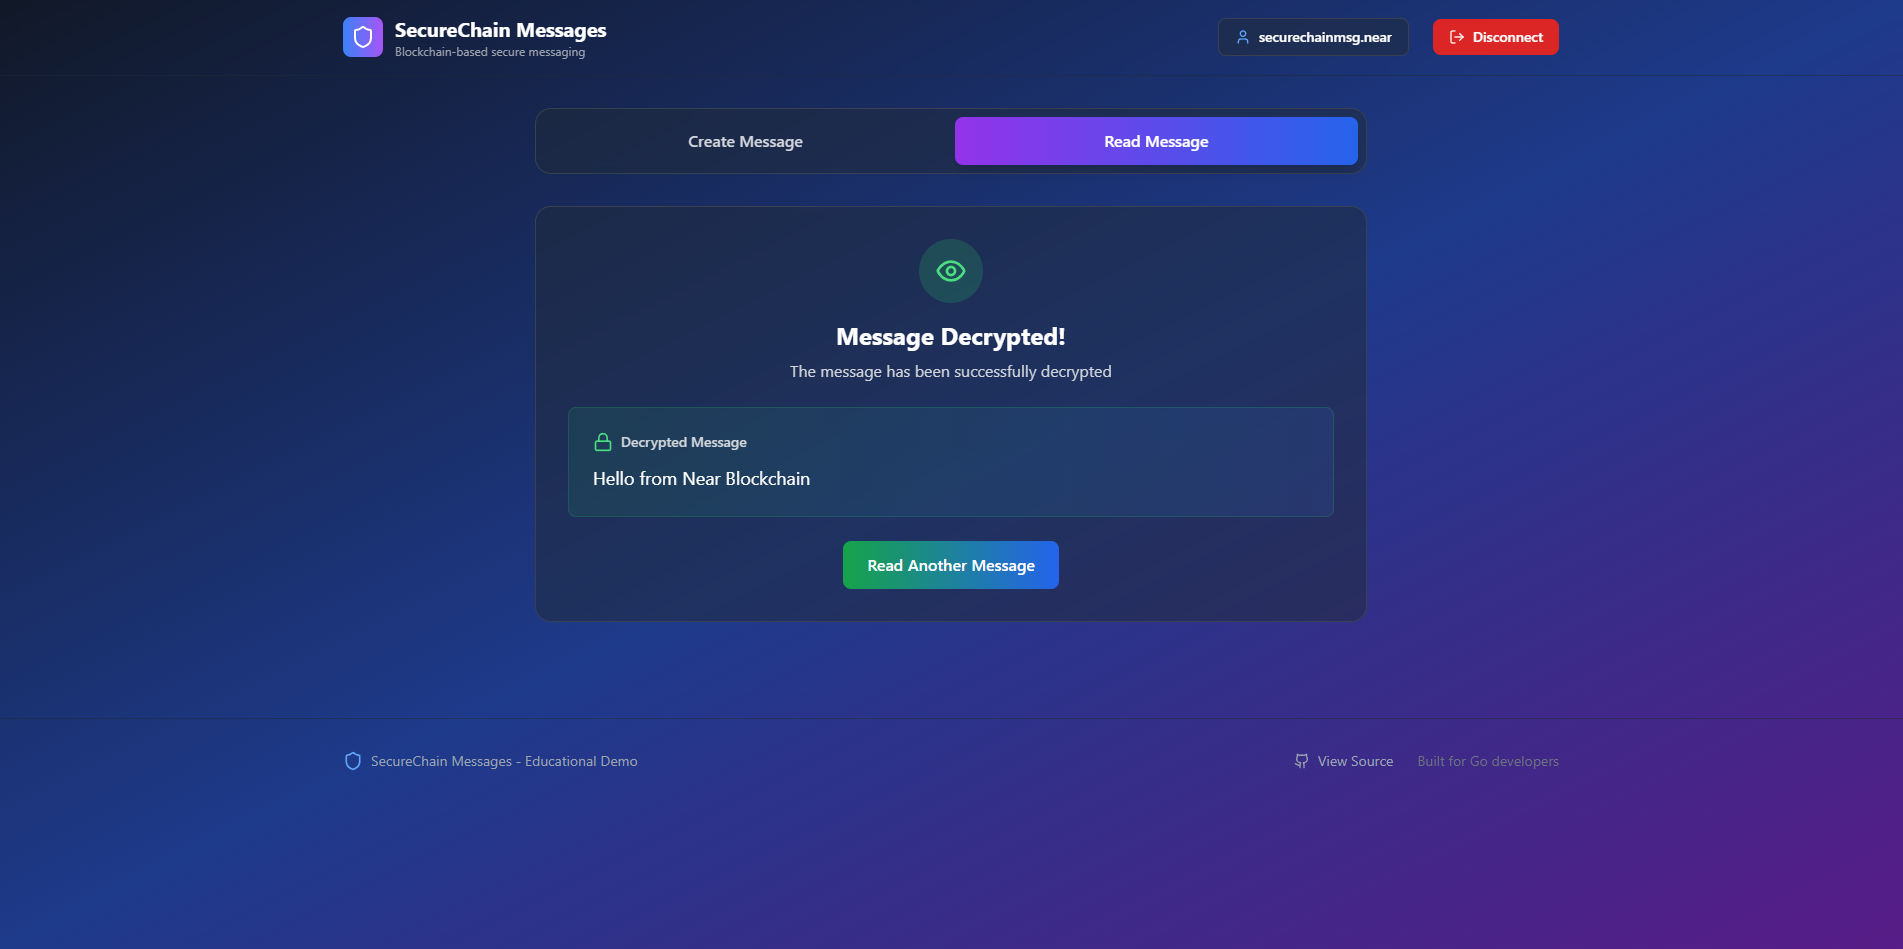 SecureChain Messages
Blockchain-based secure messaging
securechainmsg.near
Disconnect
Create Message
Read Message
Message Decrypted!
The message has been successfully decrypted
Decrypted Message
Hello from Near Blockchain
Read Another Message
SecureChain Messages - Educational Demo
View Source
Built for Go developers